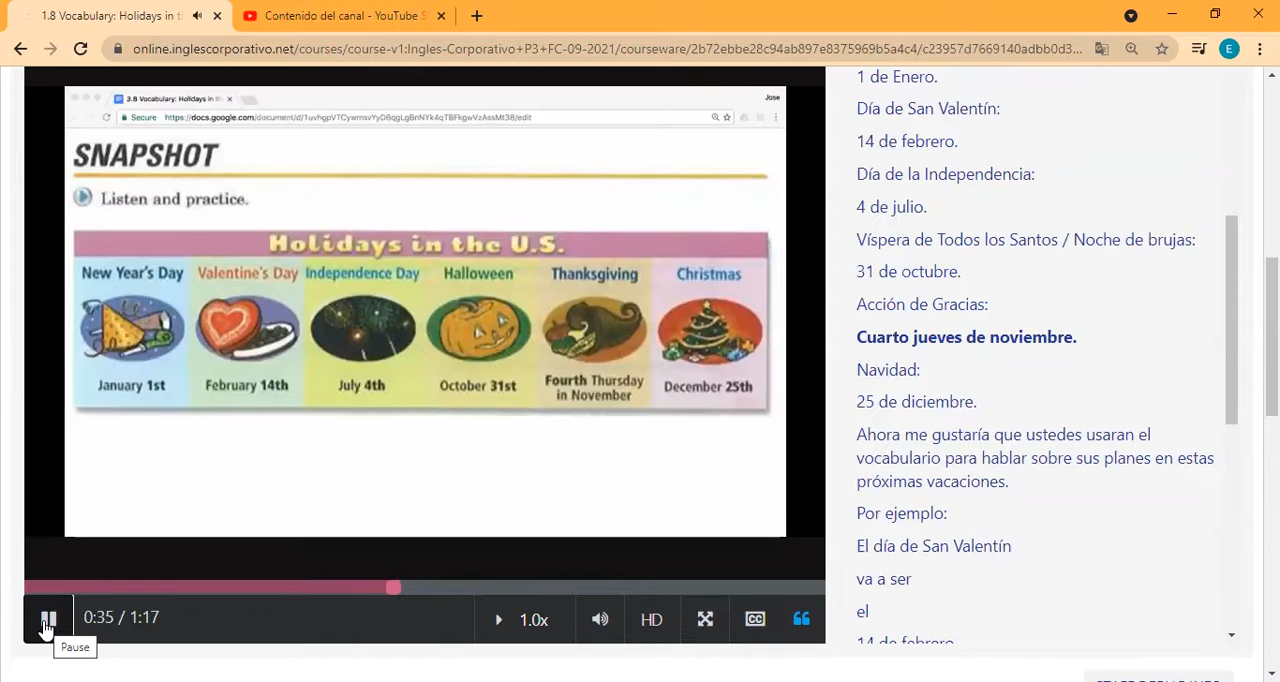 1.8 Vocabulary: Holidays in t
Contenido del canal - YouTube S
online.inglescorporativo.net/courses/course-v1:Ingles-Corporativo+P3+FC-09-2021/courseware/2b72ebbe28c94ab897e8375969b5a4c4/c23957d7669140adbb0d3...
E
3.8 Vocabulary: Holidays in th
Jose
Secure
SNAPSHOT
Listen and practice.
Holidays in the U.S.
New Year's Day Valentine's Day Independence Day Halloween Thanksgiving Christmas
January 1st February 14th July 4th October 31st Fourth Thursday in November December 25th
0:35 / 1:17
1.0x
HD
CC
Pause
1 de Enero.
Día de San Valentín:
14 de febrero.
Día de la Independencia:
4 de julio.
Víspera de Todos los Santos / Noche de brujas:
31 de octubre.
Acción de Gracias:
Cuarto jueves de noviembre.
Navidad:
25 de diciembre.
Ahora me gustaría que ustedes usaran el
vocabulario para hablar sobre sus planes en estas
próximas vacaciones.
Por ejemplo:
El día de San Valentín
va a ser
el
14 de febrero